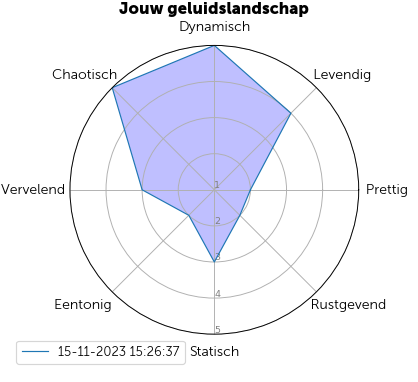 Jouw geluidslandschap
Dynamisch
Chaotisch
Levendig
Vervelend
1
Prettig
2
3
4
Eentonig
Rustgevend
5
15-11-2023 15:26:37
Statisch